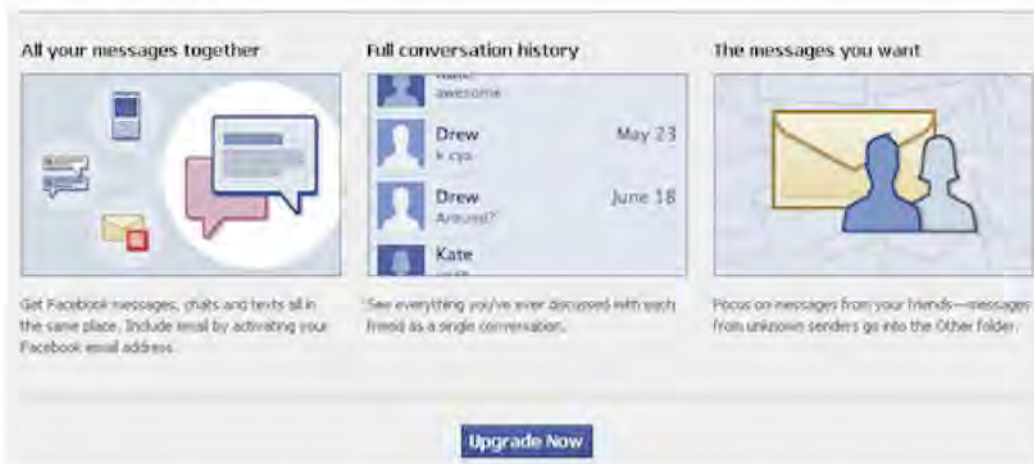 All your messages together
Full conversation history
The messages you want
awesome
Drew
May 23
k cya
Drew
June 18
Around?
Kate
Get Facebook messages, chats and texts all in
the same place. Include email by activating your
Facebook email address.
See everything you've ever discussed with each
friend as a single conversation.
Focus on messages from your friends—messages
from unknown senders go into the Other folder.
Upgrade Now